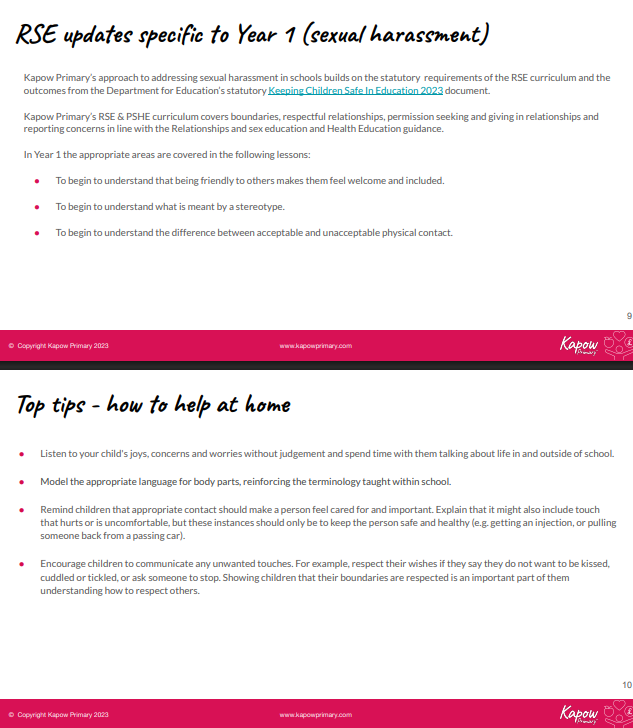 RSE updates specific to Year 1 (sexual harassment)
Kapow Primary's approach to addressing sexual harassment in schools builds on the statutory requirements of the RSE curriculum and the
outcomes from the Department for Education's statutory Keeping Children Safe In Education 2023 document.
Kapow Primary's RSE & PSHE curriculum covers boundaries, respectful relationships, permission seeking and giving in relationships and
reporting concerns in line with the Relationships and sex education and Health Education guidance.
In Year 1 the appropriate areas are covered in the following lessons:
● To begin to understand that being friendly to others makes them feel welcome and included.
● To begin to understand what is meant by a stereotype.
● To begin to understand the difference between acceptable and unacceptable physical contact.
9
© Copyright Kapow Primary 2023
www.kapowprimary.com
Kapow
Primary
Top tips - how to help at home
● Listen to your child's joys, concerns and worries without judgement and spend time with them talking about life in and outside of school.
● Model the appropriate language for body parts, reinforcing the terminology taught within school.
● Remind children that appropriate contact should make a person feel cared for and important. Explain that it might also include touch
that hurts or is uncomfortable, but these instances should only be to keep the person safe and healthy (e.g. getting an injection, or pulling
someone back from a passing car).
● Encourage children to communicate any unwanted touches. For example, respect their wishes if they say they do not want to be kissed,
cuddled or tickled, or ask someone to stop. Showing children that their boundaries are respected is an important part of them
understanding how to respect others.
10
© Copyright Kapow Primary 2023
www.kapowprimary.com
Kapow
Primary